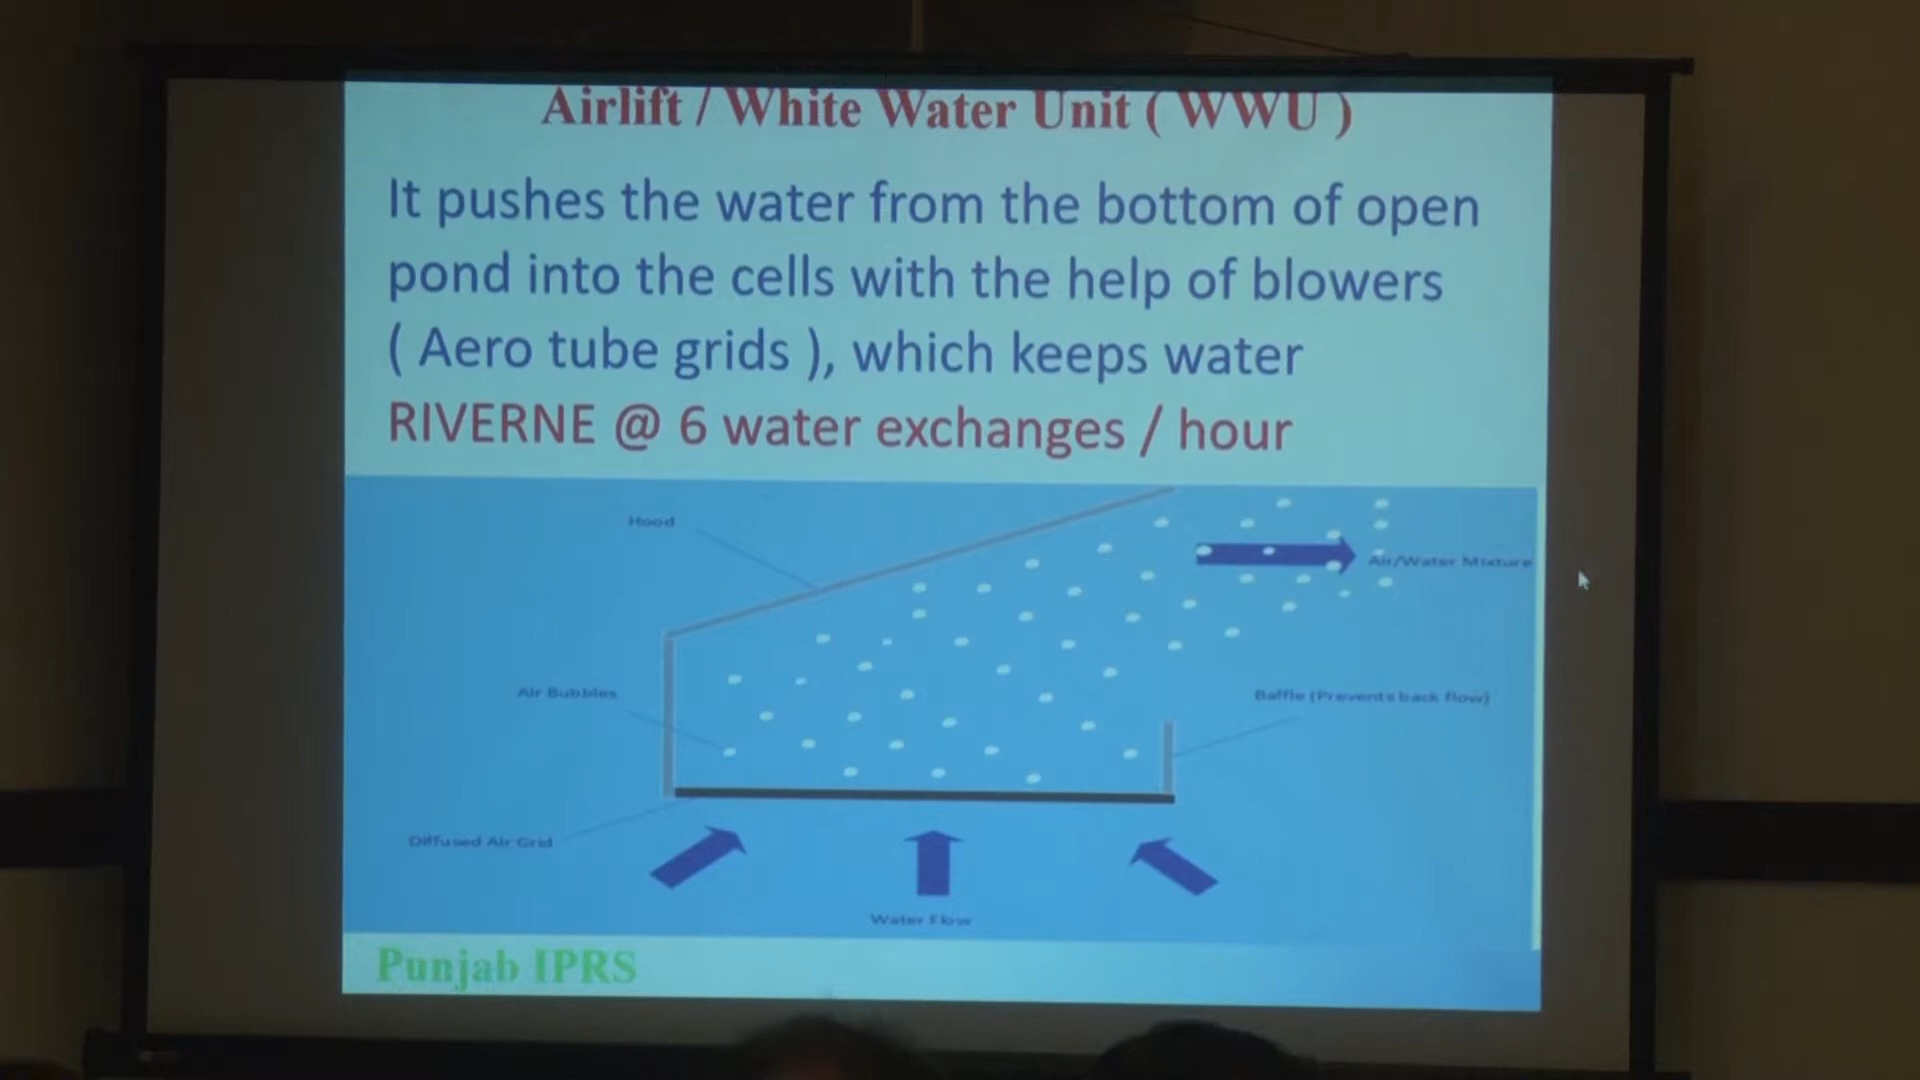 Airlift / White Water Unit ( WWU )
It pushes the water from the bottom of open
pond into the cells with the help of blowers
( Aero tube grids ), which keeps water
RIVERNE @ 6 water exchanges / hour
Hood
Air/Water Mixture
Air Bubbles
Baffle (Prevents back flow)
Diffused Air Grid
Water Flow
Punjab IPRS